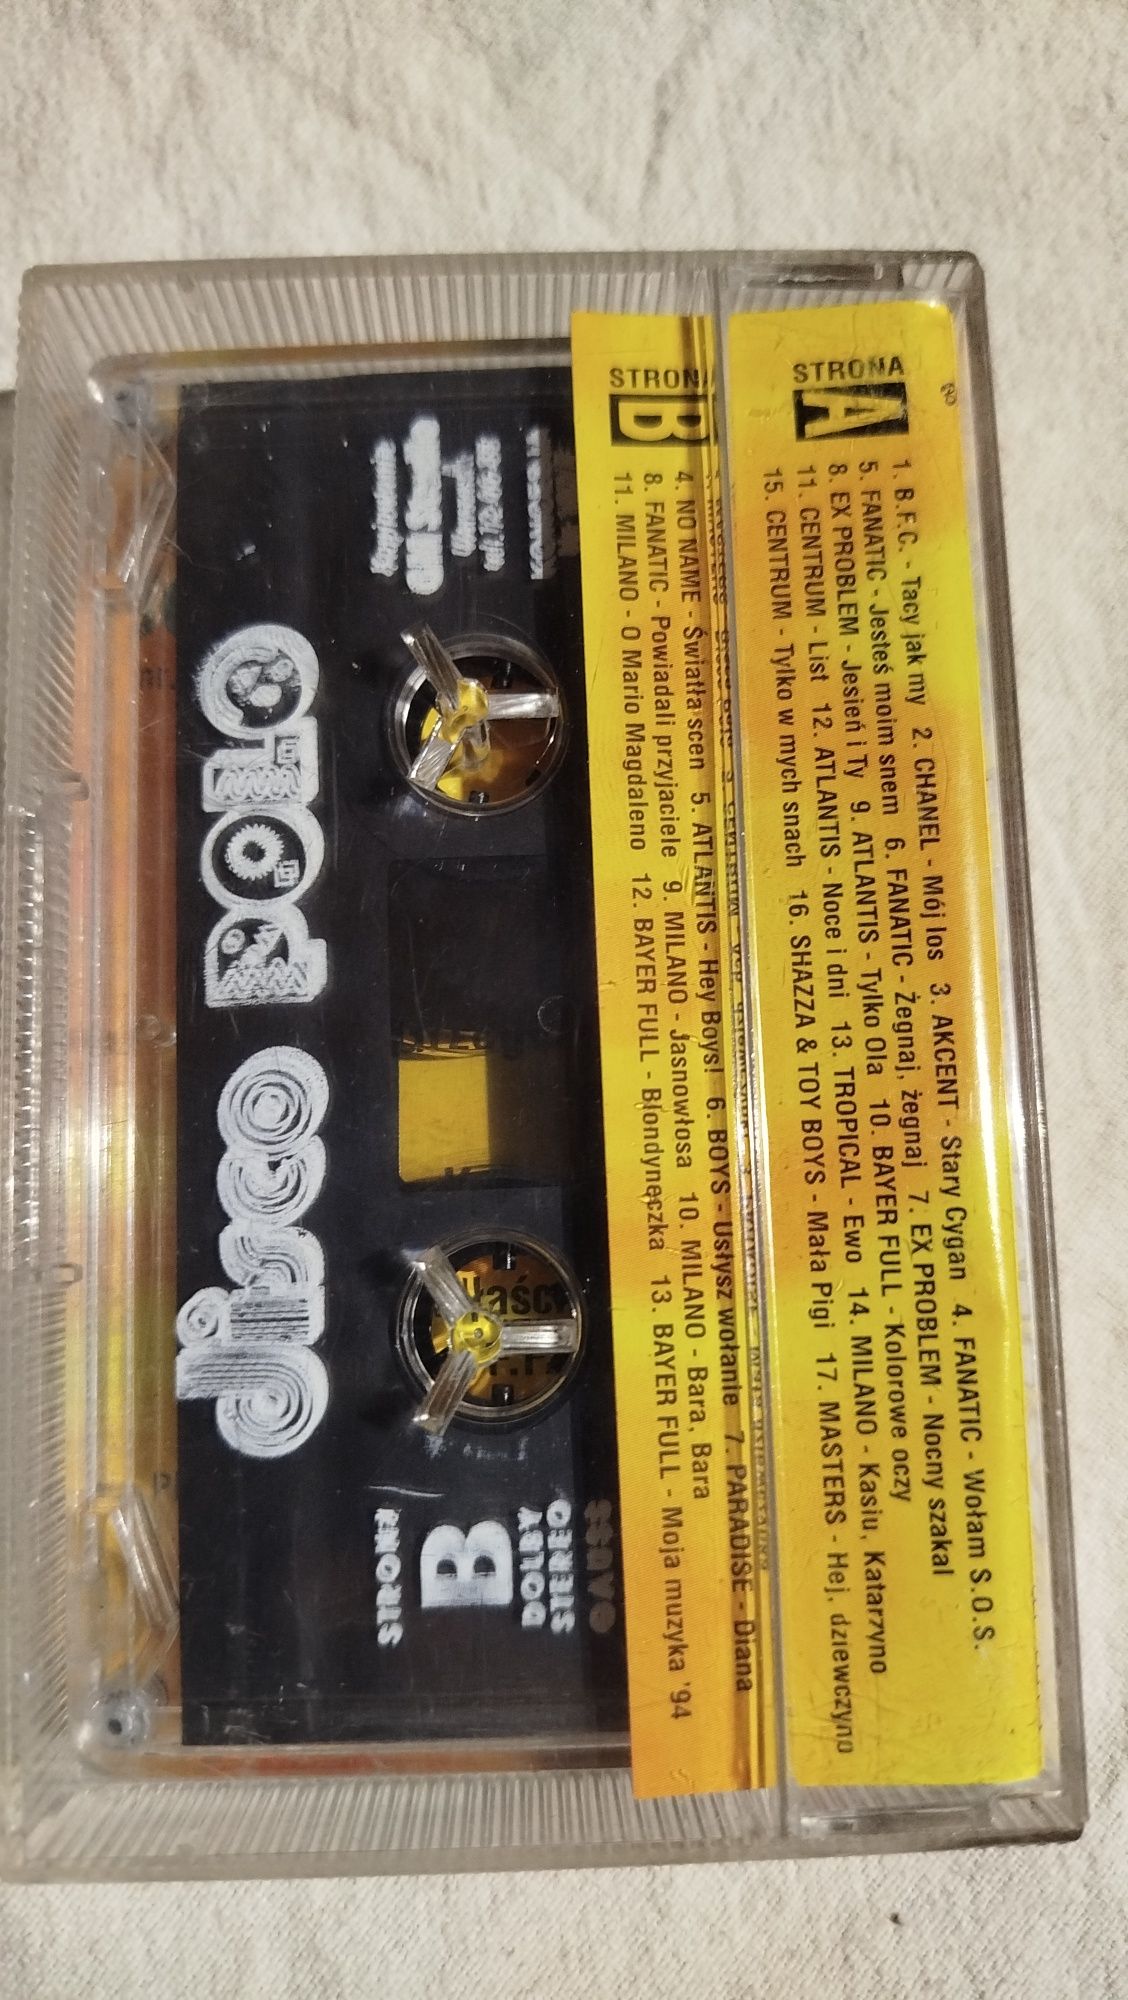 STRONA A
1. B.F.C. - Tacy jak my 2. CHANEL - Mój los 3. AKCENT - Stary Cygan 4. FANATIC - Wołam S.O.S.
5. FANATIC - Jesteś moim snem 6. FANATIC - Żegnaj, żegnaj 7. EX PROBLEM - Nocny szakal
8. EX PROBLEM - Jesień i Ty 9. ATLANTIS - Tylko Ola 10. BAYER FULL - Kolorowe oczy
11. CENTRUM - List 12. ATLANTIS - Noce i dni 13. TROPICAL - Ewo 14. MILANO - Kasiu, Katarzyno
15. CENTRUM - Tylko w mych snach 16. SHAZZA & TOY BOYS - Mała Pigi 17. MASTERS - Hej, dziewczyno
STRONA B
4. NO NAME - Światła scen 5. ATLANTIS - Hey Boys! 6. BOYS - Usłysz wołanie 7. PARADISE - Diana
8. FANATIC - Powiadali przyjaciele 9. MILANO - Jasnowłosa 10. MILANO - Bara, Bara
11. MILANO - O Mario Magdaleno 12. BAYER FULL - Blondyneczka 13. BAYER FULL - Moja muzyka '94
STEREO
DOLBY
B
STRONA
disco polo